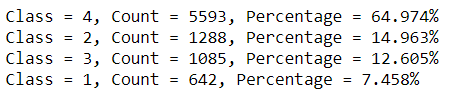 Class = 4, Count = 5593, Percentage = 64.974%
Class = 2, Count = 1288, Percentage = 14.963%
Class = 3, Count = 1085, Percentage = 12.605%
Class = 1, Count = 642, Percentage = 7.458%